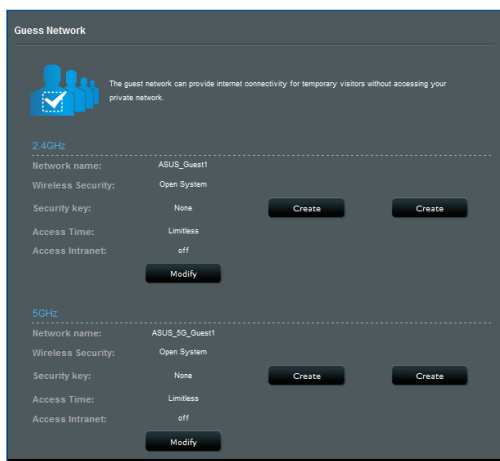 Guess Network
The guest network can provide internet connectivity for temporary visitors without accessing your
private network.
2.4GHz
Network name: ASUS_Guest1
Wireless Security: Open System
Security key: None Create Create
Access Time: Limitless
Access Intranet: off
Modify
5GHz
Network name: ASUS_5G_Guest1
Wireless Security: Open System
Security key: None Create Create
Access Time: Limitless
Access Intranet: off
Modify